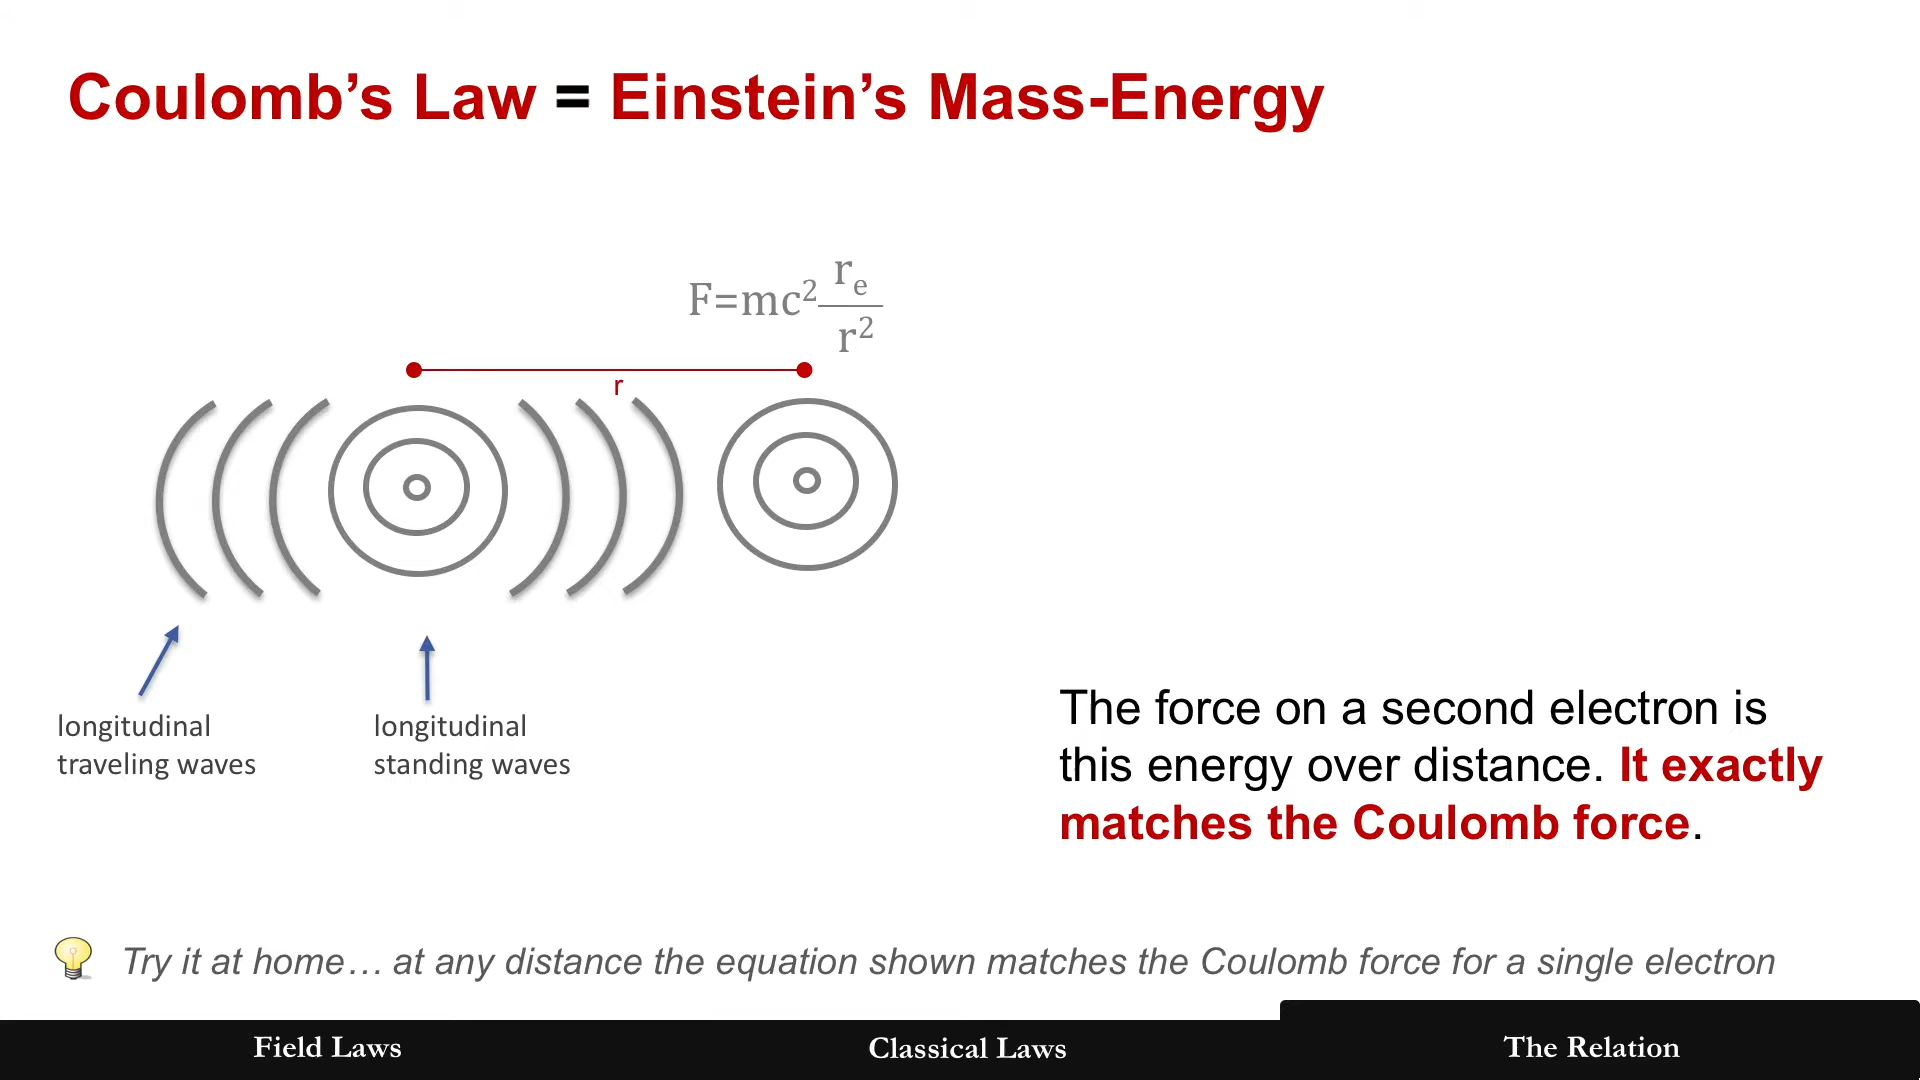 Coulomb’s Law = Einstein’s Mass-Energy
F=mc² rₑ/r²
r
longitudinal
traveling waves
longitudinal
standing waves
The force on a second electron is
this energy over distance. It exactly
matches the Coulomb force.
Try it at home… at any distance the equation shown matches the Coulomb force for a single electron
Field Laws
Classical Laws
The Relation